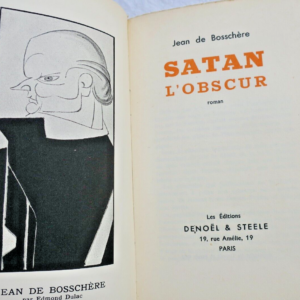 JEAN DE BOSSCHÈRE
par Edmond Dulac
Jean de Bosschère
SATAN
L'OBSCUR
roman
Les Éditions
DENOËL & STEELE
19, rue Amélie, 19
PARIS